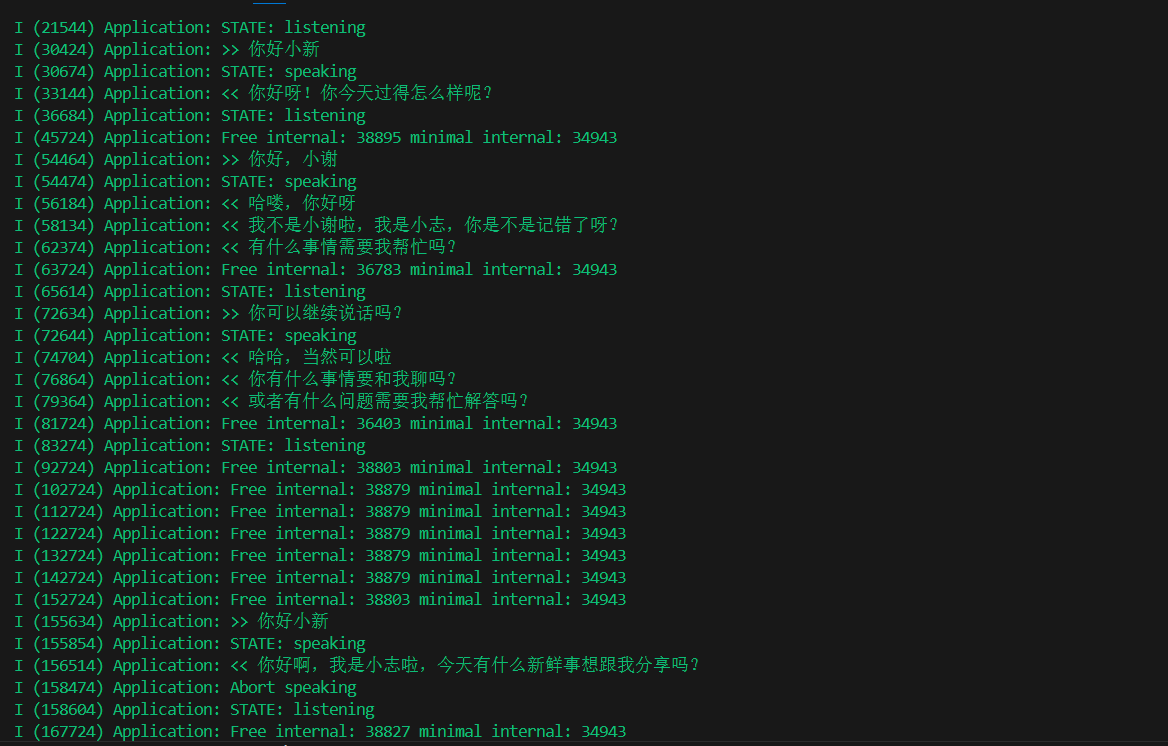 I (21544) Application: STATE: listening
I (30424) Application: >> 你好小新
I (30674) Application: STATE: speaking
I (33144) Application: << 你好呀！你今天过得怎么样呢？
I (36684) Application: STATE: listening
I (45724) Application: Free internal: 38895 minimal internal: 34943
I (54464) Application: >> 你好，小谢
I (54474) Application: STATE: speaking
I (56184) Application: << 哈喽，你好呀
I (58134) Application: << 我不是小谢啦，我是小志，你是不是记错了呀？
I (62374) Application: << 有什么事情需要我帮忙吗？
I (63724) Application: Free internal: 36783 minimal internal: 34943
I (65614) Application: STATE: listening
I (72634) Application: >> 你可以继续说话吗？
I (72644) Application: STATE: speaking
I (74704) Application: << 哈哈，当然可以啦
I (76864) Application: << 你有什么事情要和我聊吗？
I (79364) Application: << 或者有什么问题需要我帮忙解答吗？
I (81724) Application: Free internal: 36403 minimal internal: 34943
I (83274) Application: STATE: listening
I (92724) Application: Free internal: 38803 minimal internal: 34943
I (102724) Application: Free internal: 38879 minimal internal: 34943
I (112724) Application: Free internal: 38879 minimal internal: 34943
I (122724) Application: Free internal: 38879 minimal internal: 34943
I (132724) Application: Free internal: 38879 minimal internal: 34943
I (142724) Application: Free internal: 38879 minimal internal: 34943
I (152724) Application: Free internal: 38803 minimal internal: 34943
I (155634) Application: >> 你好小新
I (155854) Application: STATE: speaking
I (156514) Application: << 你好啊，我是小志啦，今天有什么新鲜事想跟我分享吗？
I (158474) Application: Abort speaking
I (158604) Application: STATE: listening
I (167724) Application: Free internal: 38827 minimal internal: 34943